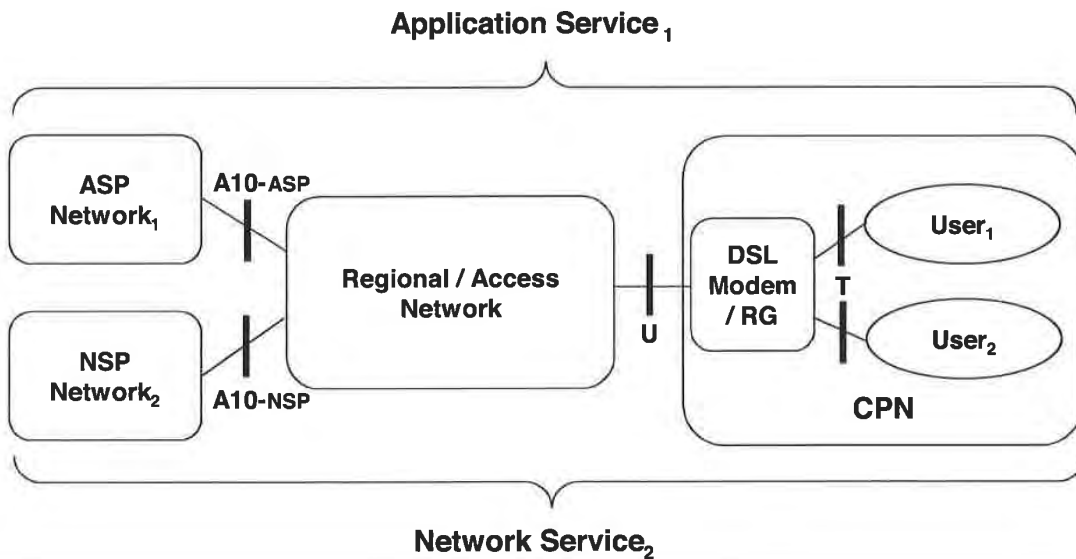 Application Service₁
ASP
Network₁
A10-ASP
NSP
Network₂
A10-NSP
Regional / Access
Network
U
DSL
Modem
/ RG
T
User₁
User₂
CPN
Network Service₂